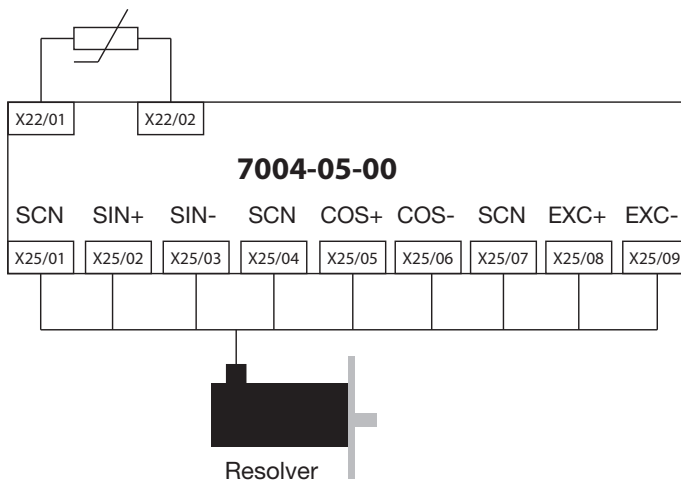 X22/01 X22/02
7004-05-00
SCN SIN+ SIN- SCN COS+ COS- SCN EXC+ EXC-
X25/01 X25/02 X25/03 X25/04 X25/05 X25/06 X25/07 X25/08 X25/09
Resolver